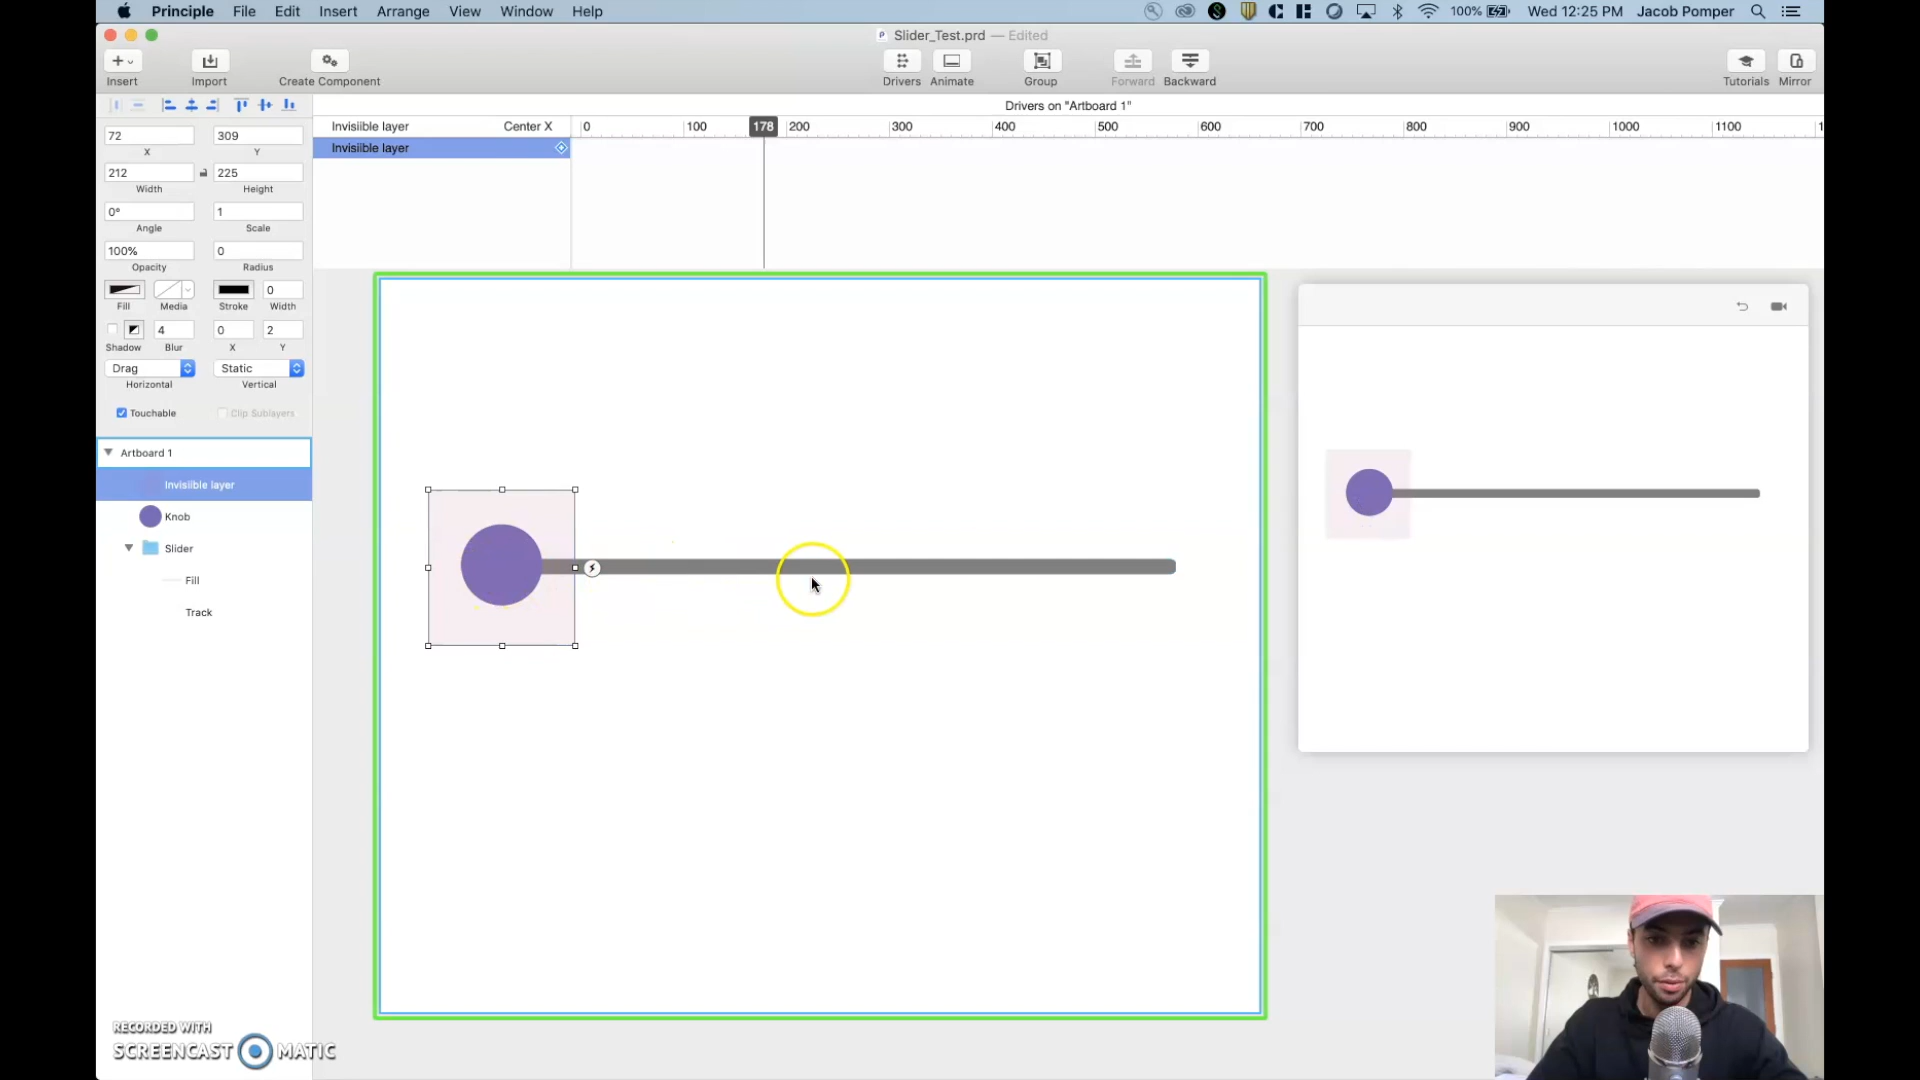 Principle File Edit Insert Arrange View Window Help
100% Wed 12:25 PM Jacob Pomper
Slider_Test.prd — Edited
Insert Import Create Component Drivers Animate Group Forward Backward Tutorials Mirror
Drivers on "Artboard 1"
72 309
X Y
212 225
Width Height
0° 1
Angle Scale
100% 0
Opacity Radius
0
Fill Media Stroke Width
4 0 2
Shadow Blur X Y
Drag Static
Horizontal Vertical
Touchable Clip Sublayers
Invisiible layer Center X 0 100 178 200 300 400 500 600 700 800 900 1000 1100 1
Invisiible layer
Artboard 1
Invisiible layer
Knob
Slider
Fill
Track
RECORDED WITH
SCREENCAST MATIC